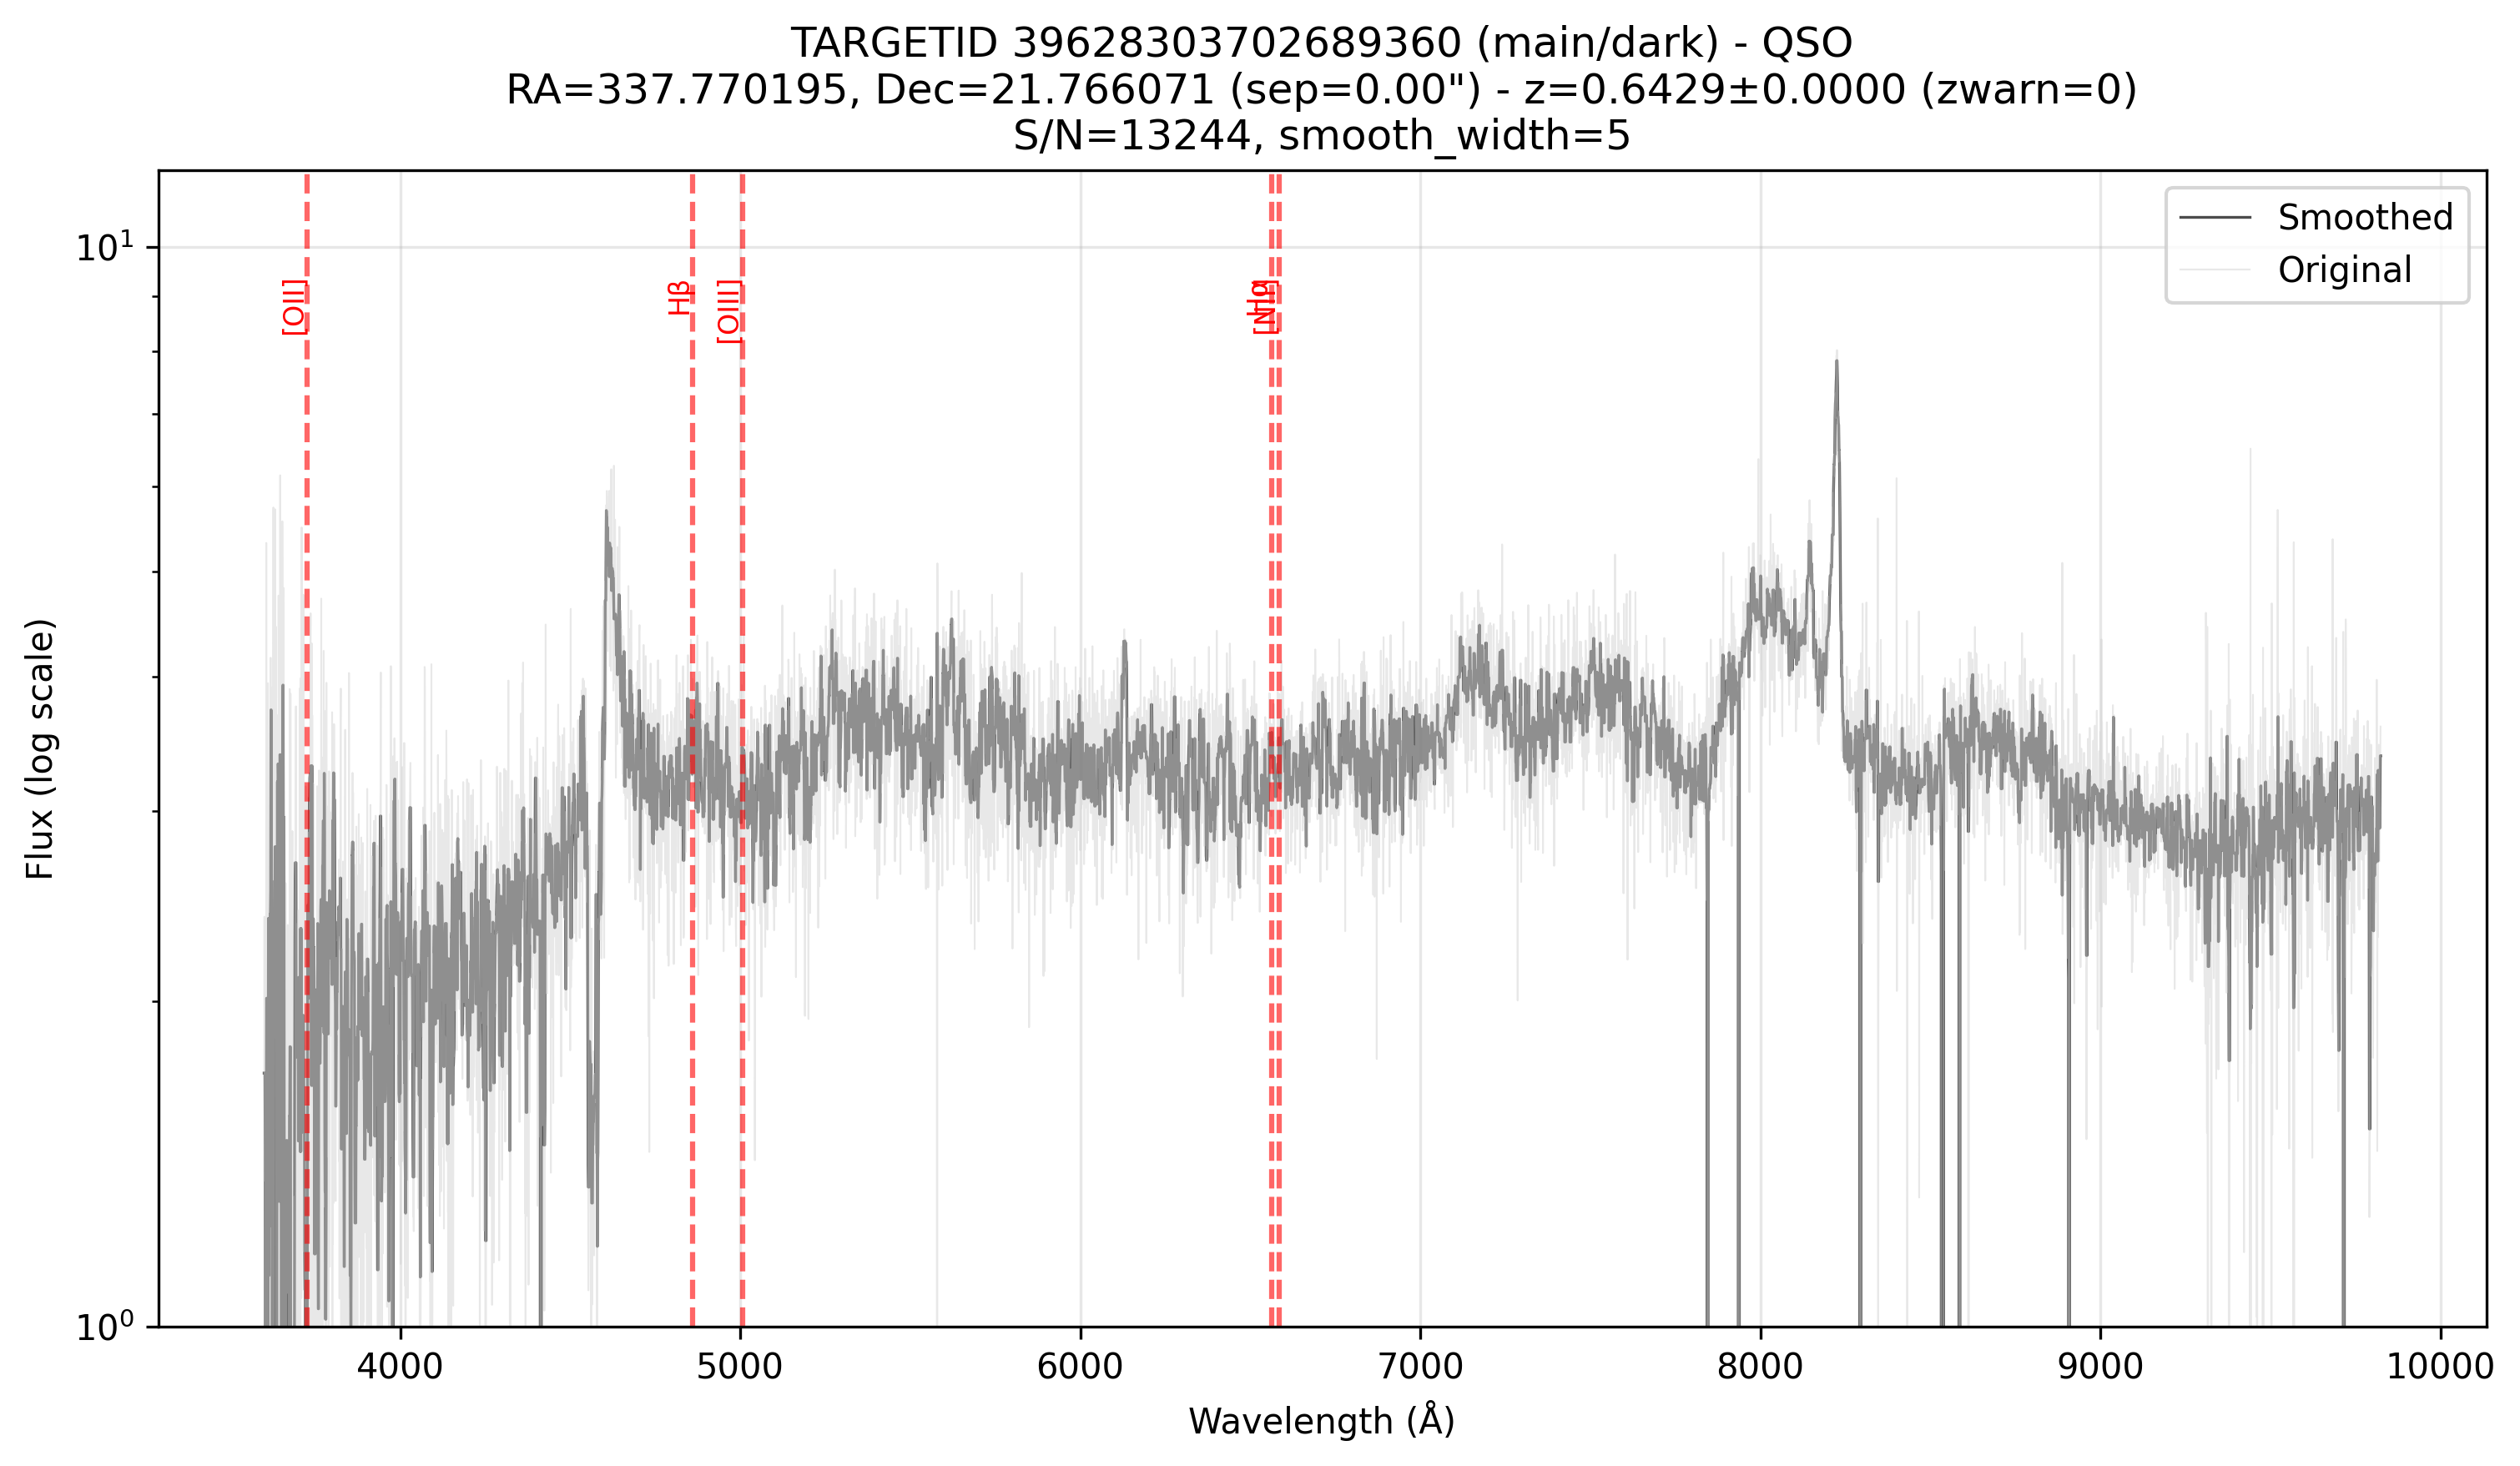 TARGETID 39628303702689360 (main/dark) - QSO
RA=337.770195, Dec=21.766071 (sep=0.00") - z=0.6429±0.0000 (zwarn=0)
S/N=13244, smooth_width=5
Smoothed
Original
[OII]
Hβ
[OIII]
Hα
[NII]
10¹
10⁰
Flux (log scale)
4000
5000
6000
7000
8000
9000
10000
Wavelength (Å)